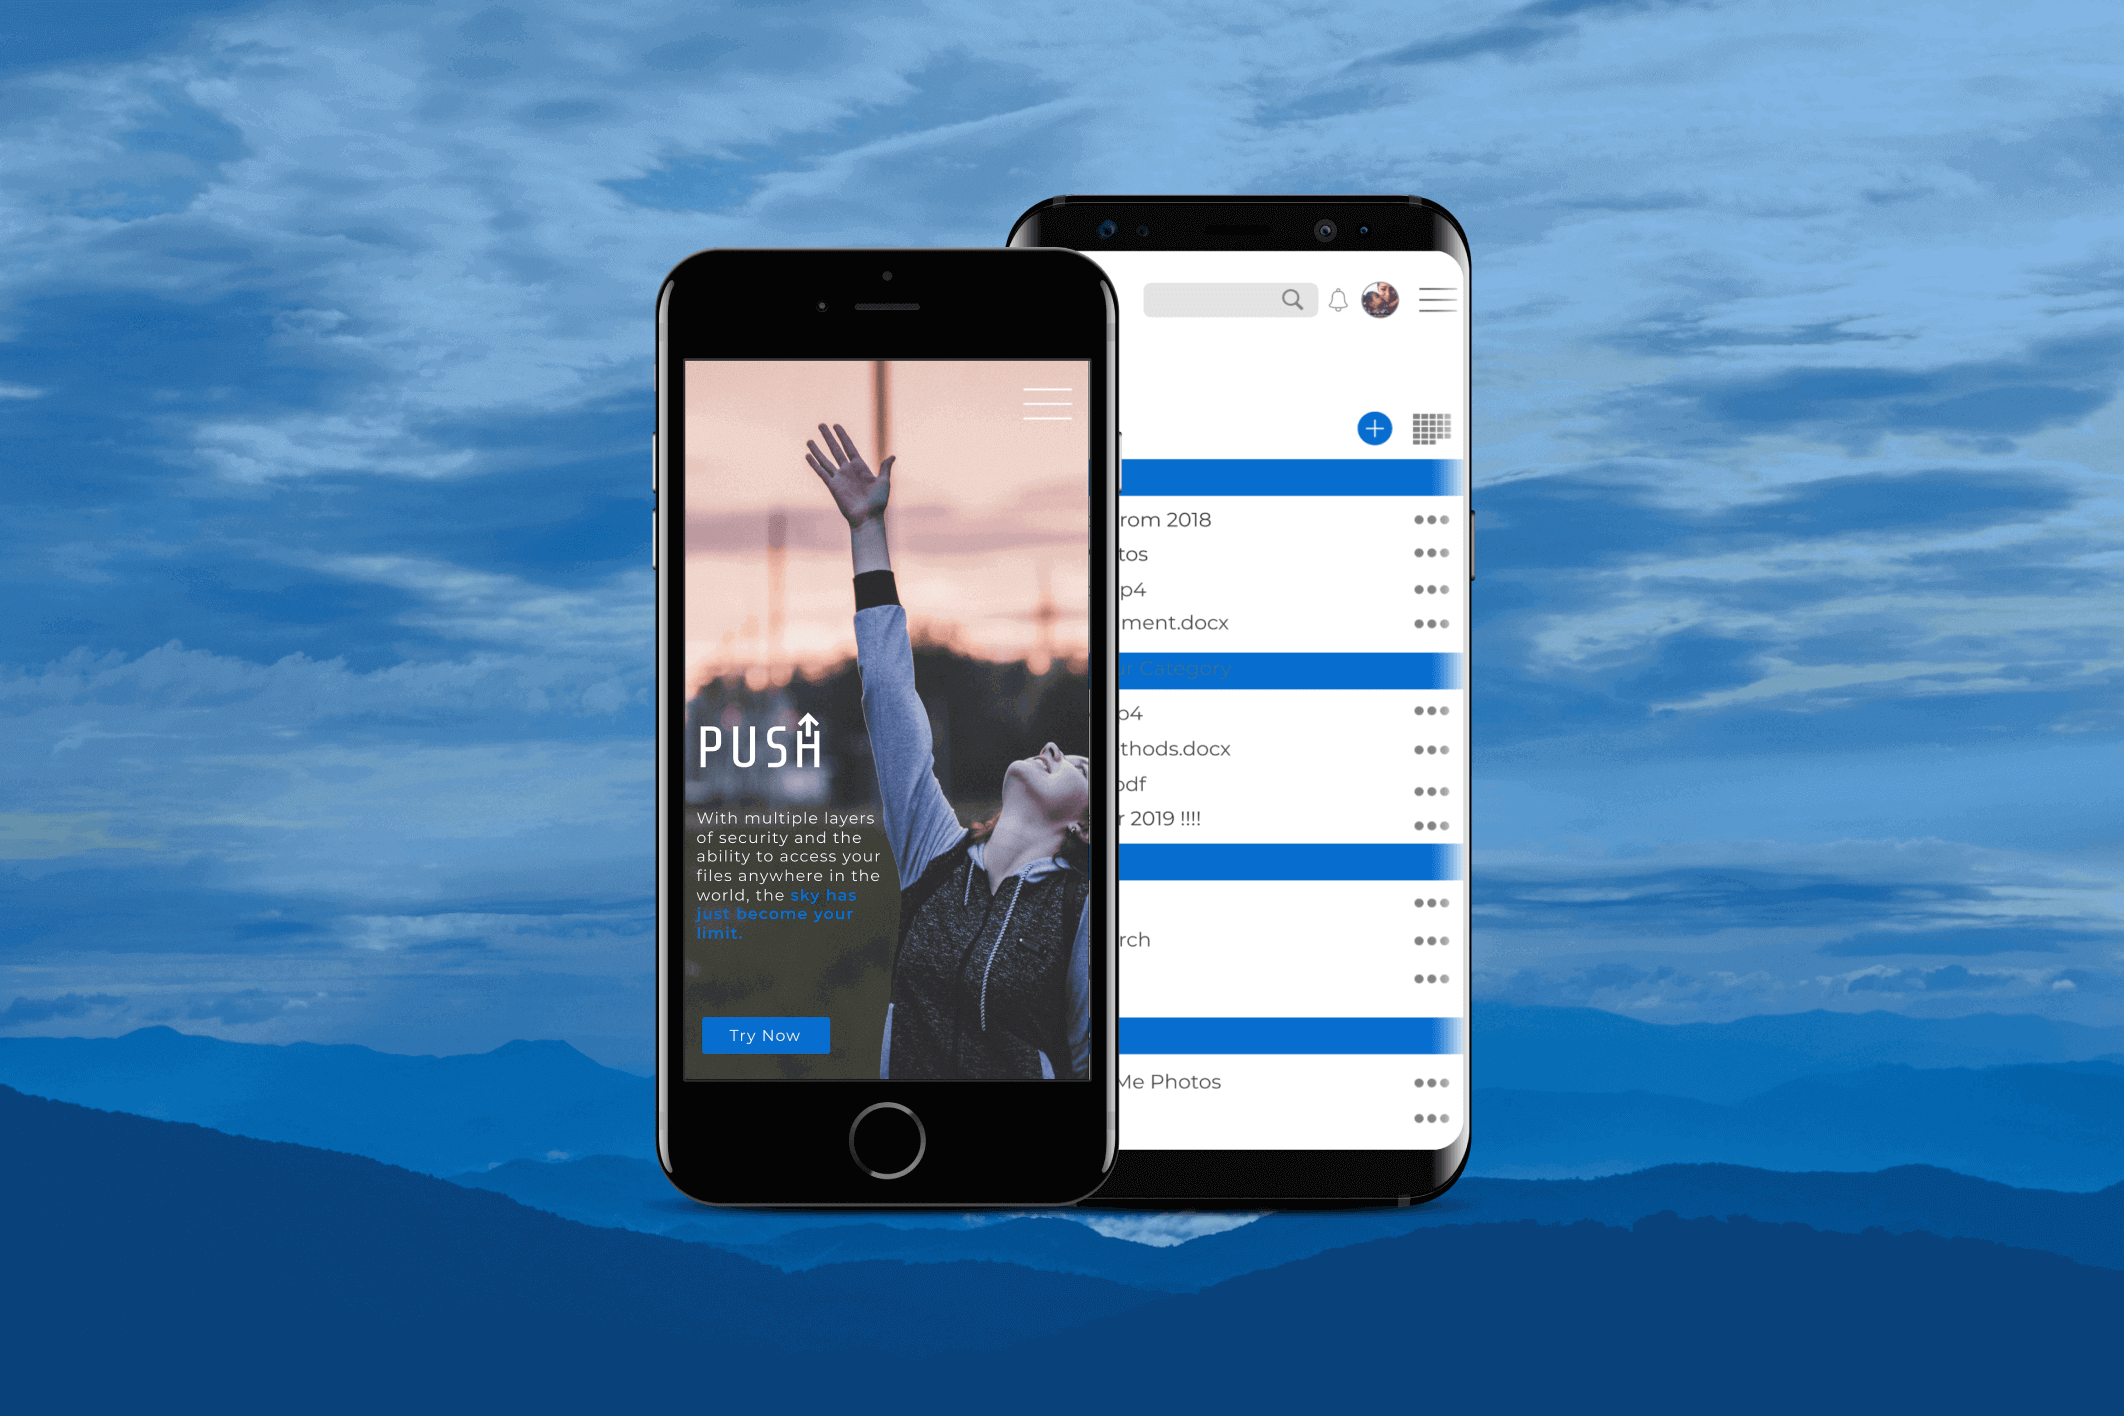 PUSH
With multiple layers
of security and the
ability to access your
files anywhere in the
world, the sky has
just become your
limit.
Try Now
rom 2018
tos
p4
ment.docx
ur Category
p4
thods.docx
pdf
r 2019 !!!!
rch
Me Photos